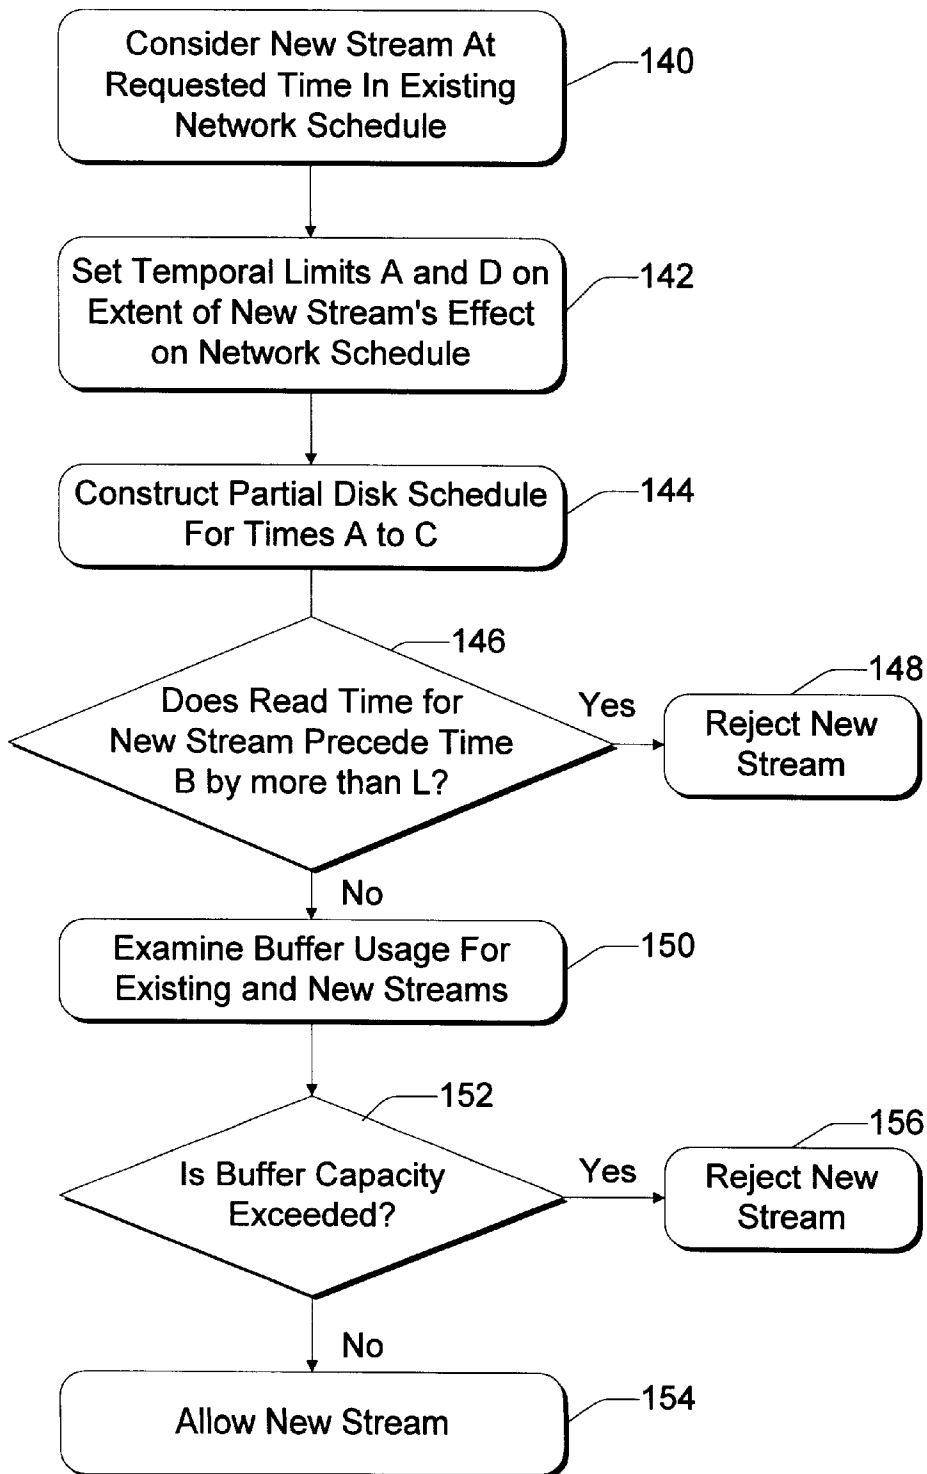 Consider New Stream At
Requested Time In Existing
Network Schedule
140
Set Temporal Limits A and D on
Extent of New Stream's Effect
on Network Schedule
142
Construct Partial Disk Schedule
For Times A to C
144
146
Does Read Time for
New Stream Precede Time
B by more than L?
Yes
148
Reject New
Stream
No
Examine Buffer Usage For
Existing and New Streams
150
152
Is Buffer Capacity
Exceeded?
Yes
156
Reject New
Stream
No
Allow New Stream
154